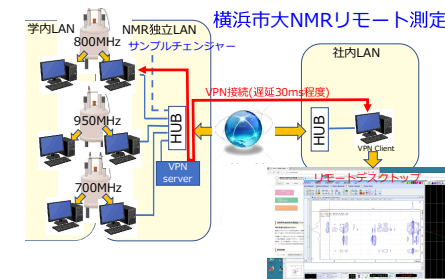 横浜市大NMRリモート測定
学内LAN
NMR独立LAN
社内LAN
800MHz
サンプルチェンジャー
VPN接続(遅延30ms程度)
950MHz
HUB
HUB
VPN Client
VPN
server
リモートデスクトップ
700MHz